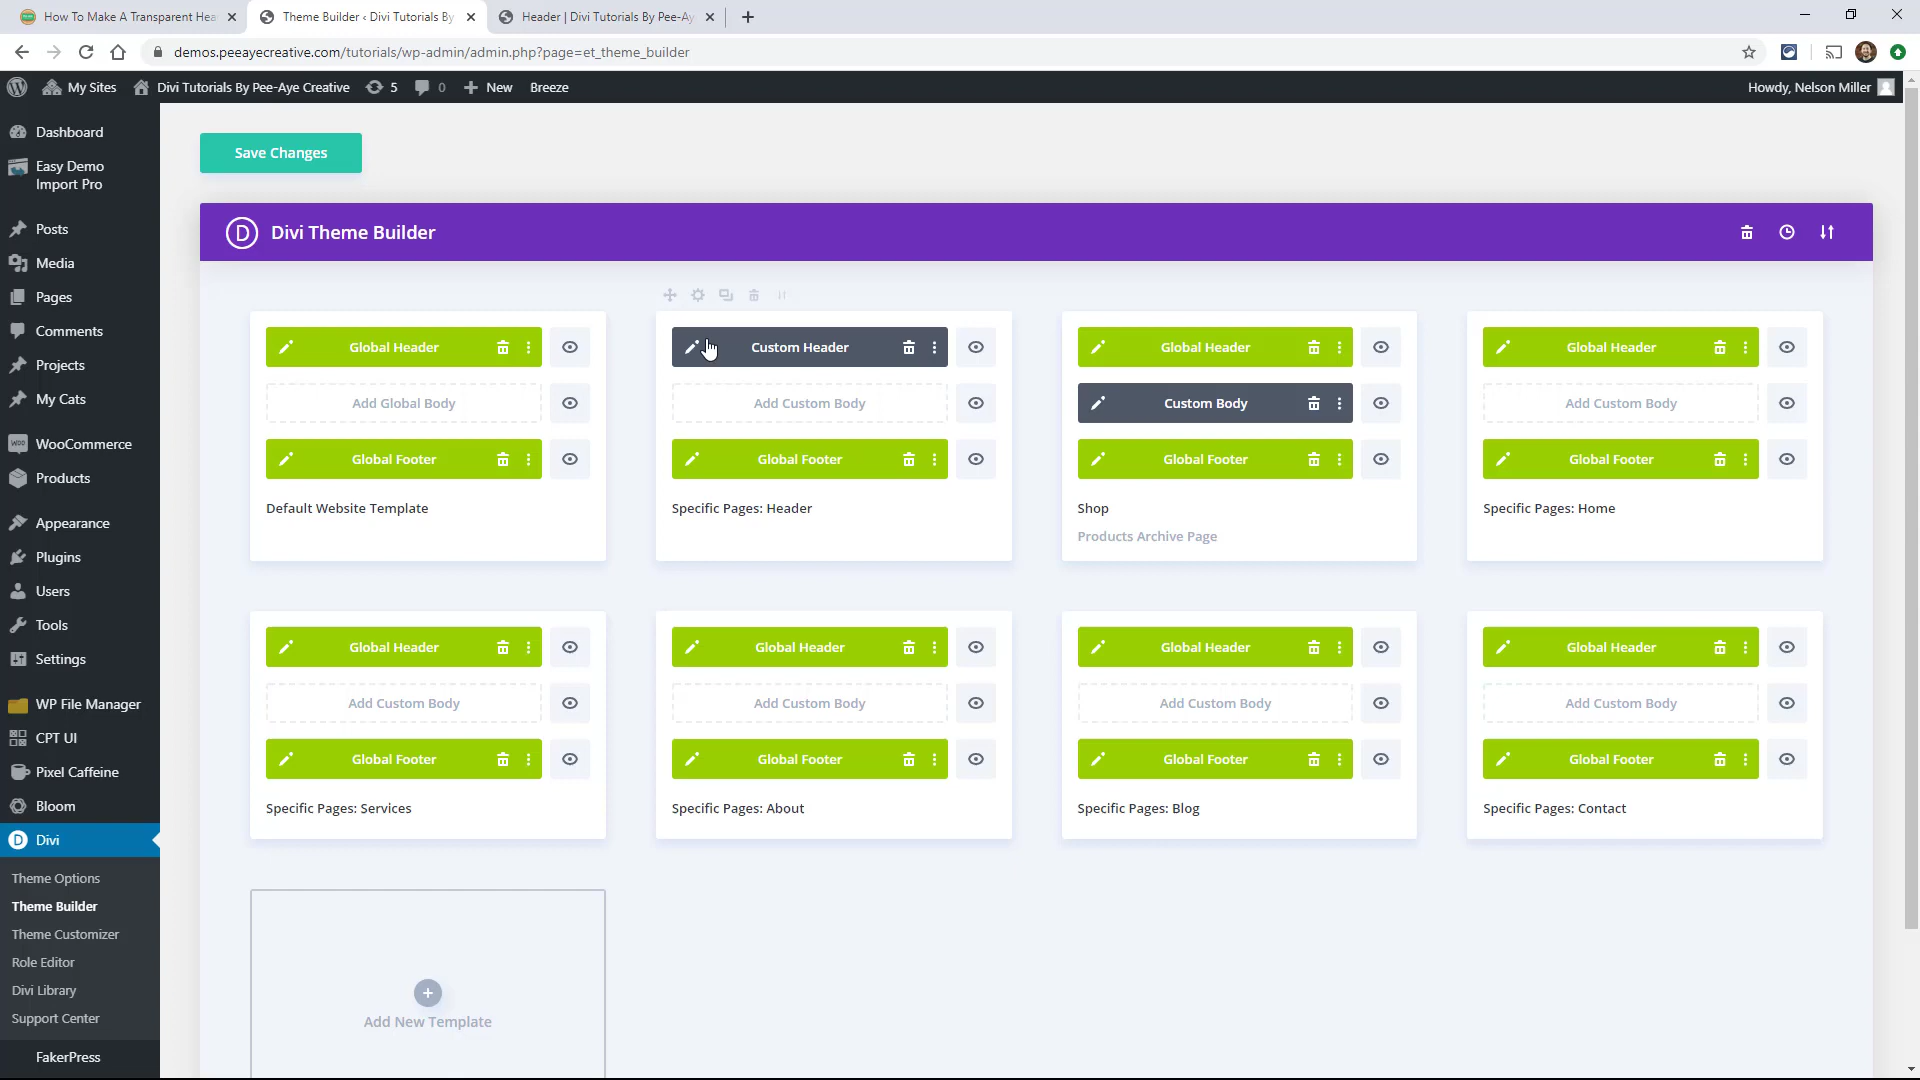 How To Make A Transparent Hea
Theme Builder ‹ Divi Tutorials By
Header | Divi Tutorials By Pee-Ay
demos.peeayecreative.com/tutorials/wp-admin/admin.php?page=et_theme_builder
My Sites
Divi Tutorials By Pee-Aye Creative
5
0
New
Breeze
Howdy, Nelson Miller
Dashboard
Easy Demo
Import Pro
Posts
Media
Pages
Comments
Projects
My Cats
WooCommerce
Products
Appearance
Plugins
Users
Tools
Settings
WP File Manager
CPT UI
Pixel Caffeine
Bloom
Divi
Theme Options
Theme Builder
Theme Customizer
Role Editor
Divi Library
Support Center
FakerPress
Save Changes
D
Divi Theme Builder
Global Header
Add Global Body
Global Footer
Default Website Template
Custom Header
Add Custom Body
Global Footer
Specific Pages: Header
Global Header
Custom Body
Global Footer
Shop
Products Archive Page
Global Header
Add Custom Body
Global Footer
Specific Pages: Home
Global Header
Add Custom Body
Global Footer
Specific Pages: Services
Global Header
Add Custom Body
Global Footer
Specific Pages: About
Global Header
Add Custom Body
Global Footer
Specific Pages: Blog
Global Header
Add Custom Body
Global Footer
Specific Pages: Contact
Add New Template